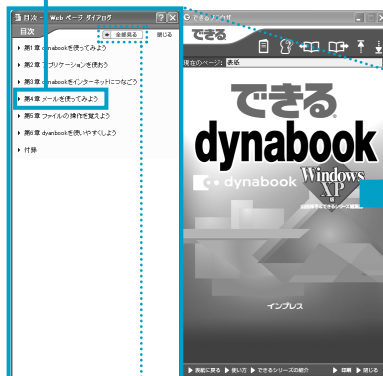 目次 - Web ページ ダイアログ
目次
全部見る 閉じる
第1章 dynabookを使ってみよう
第2章 アプリケーションを使おう
第3章 dynabookをインターネットにつなごう
第4章 メールを使ってみよう
第5章 ファイルの操作を覚えよう
第6章 dyanbookを使いやすくしよう
付録
できるブラウザ
できる
現在のページ: 表紙
できる
dynabook
dynabook
Windows
XP
版
インプレス
表紙に戻る 使い方 できるシリーズの紹介 印刷 閉じる